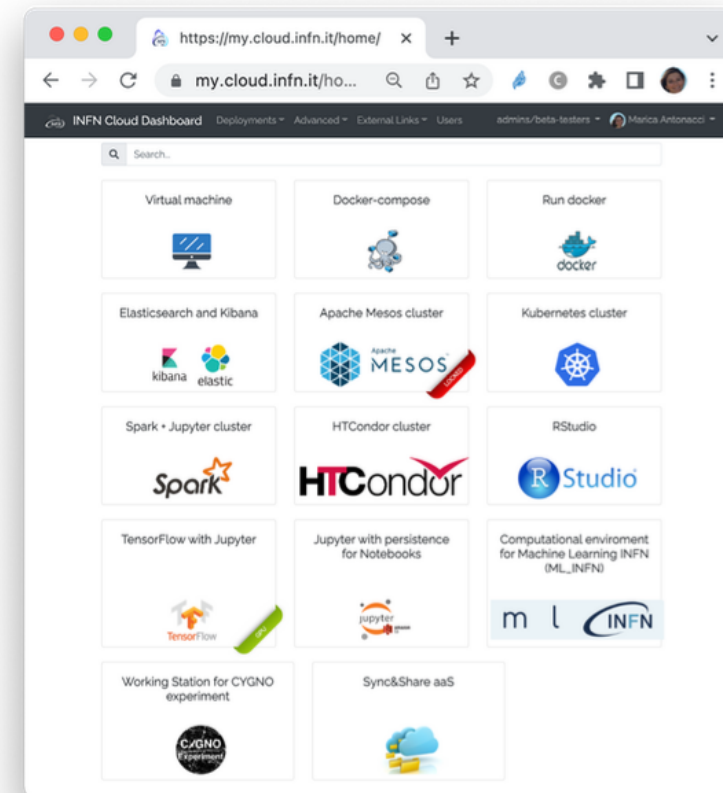 https://my.cloud.infn.it/home/
my.cloud.infn.it/ho...
INFN Cloud Dashboard Deployments Advanced External Links Users admins/beta-testers Marica Antonacci
Search..
Virtual machine Docker-compose Run docker
docker
Elasticsearch and Kibana Apache Mesos cluster Kubernetes cluster
kibana elastic
Apache
MESOS
LOCKED
Spark + Jupyter cluster HTCondor cluster RStudio
Spark HTCondor R Studio
TensorFlow with Jupyter Jupyter with persistence
for Notebooks
Computational enviroment
for Machine Learning INFN
(ML_INFN)
TensorFlow
GPU
jupyter
amazon
m l INFN
Working Station for CYGNO
experiment
Sync&Share aaS
CYGNO
Experiment